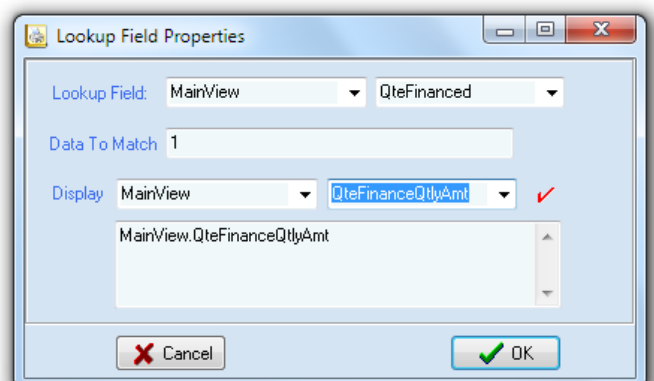 Lookup Field Properties
Lookup Field: MainView QteFinanced
Data To Match 1
Display MainView QteFinanceQtlyAmt
MainView.QteFinanceQtlyAmt
Cancel OK